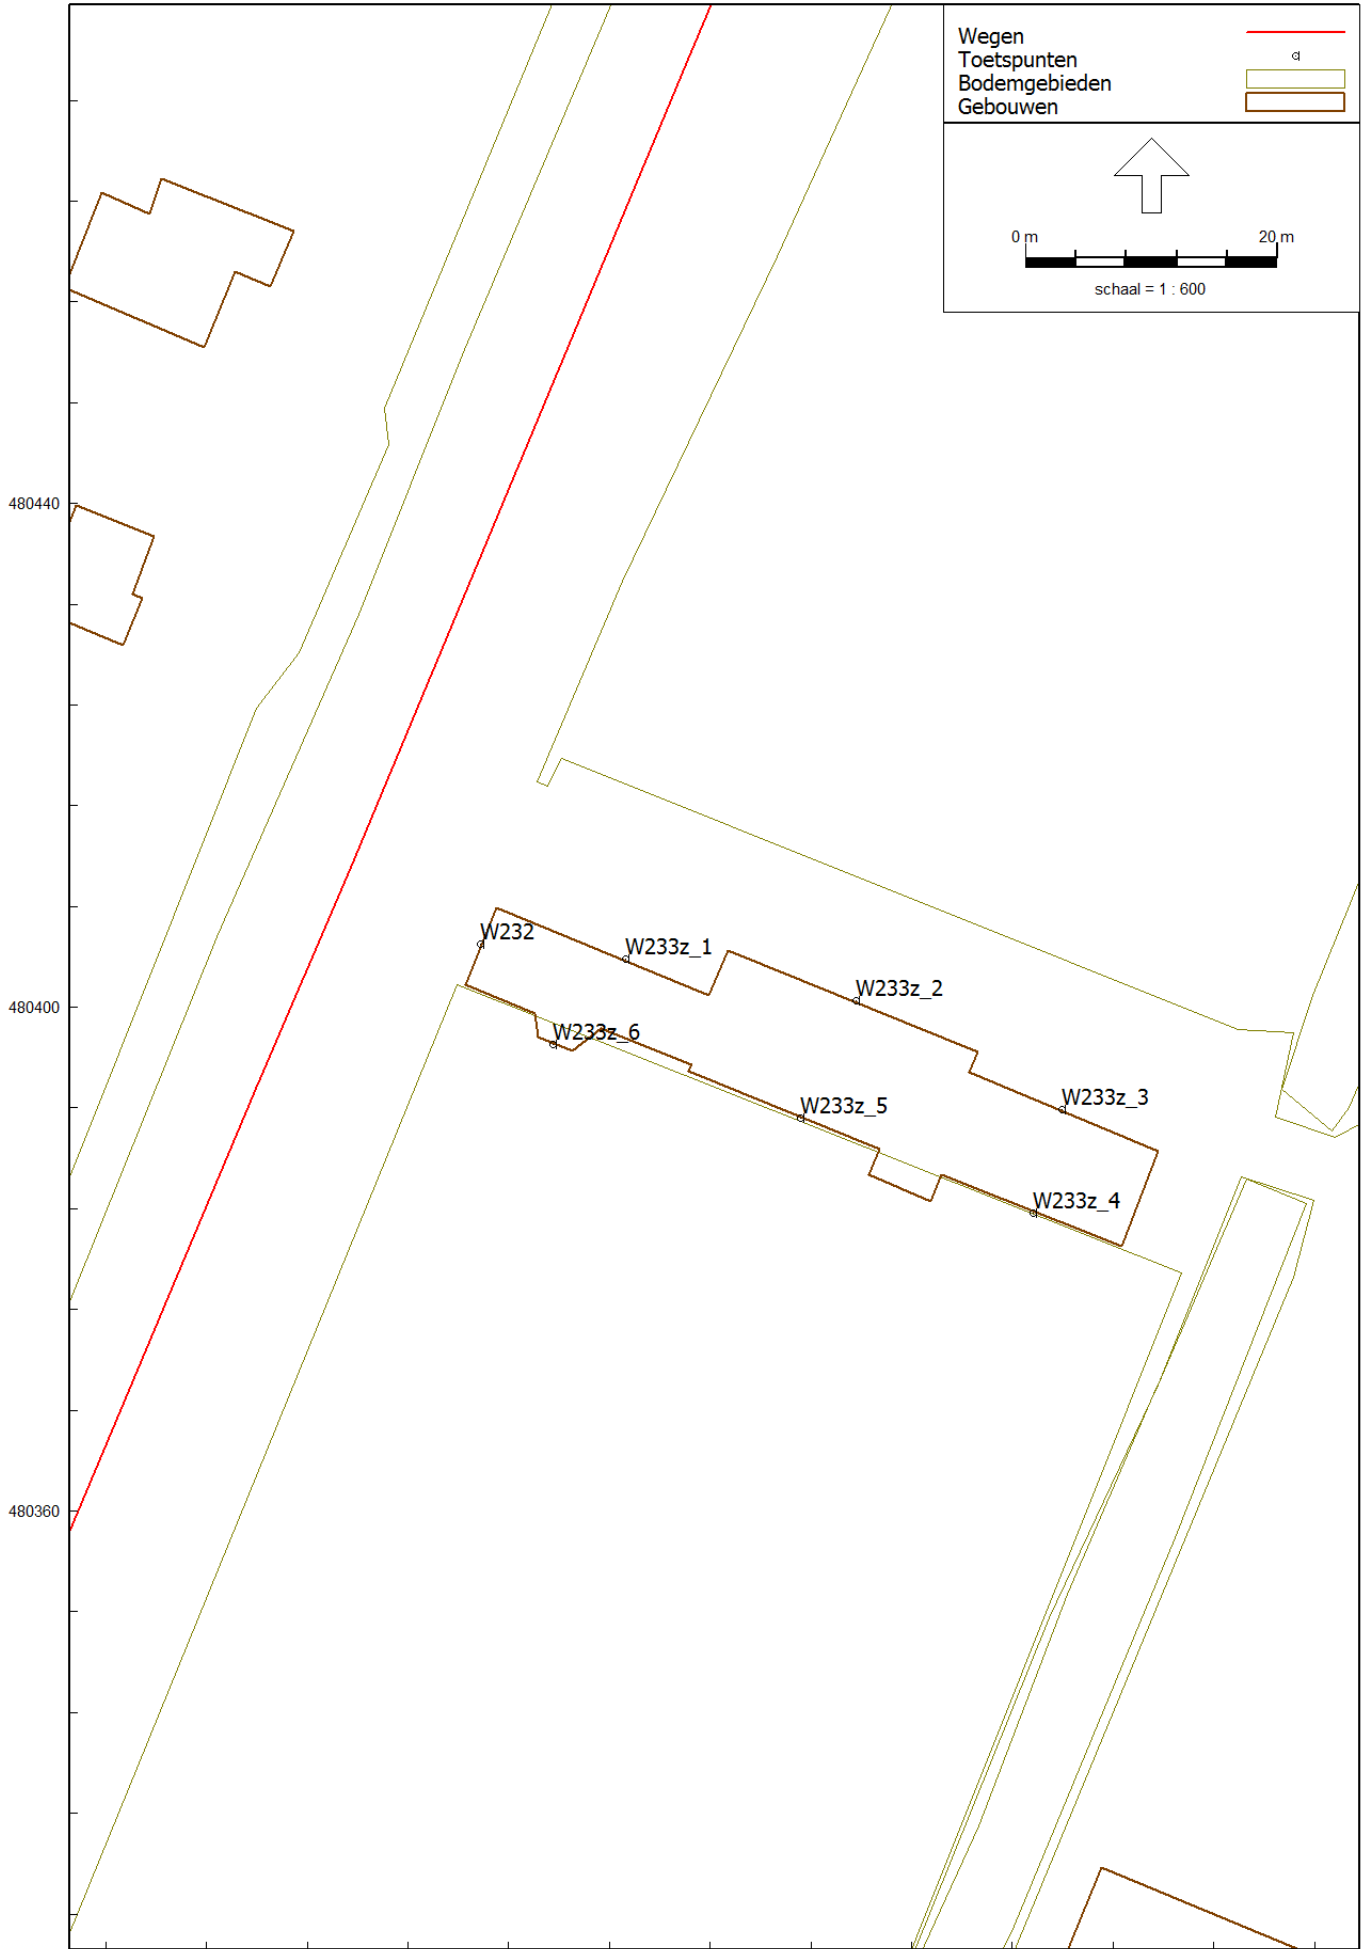 Wegen
Toetspunten
Bodemgebieden
Gebouwen
0 m 20 m
schaal = 1 : 600
480440
W232
W233z_1
W233z_2
480400
W233z_6
W233z_3
W233z_5
W233z_4
480360